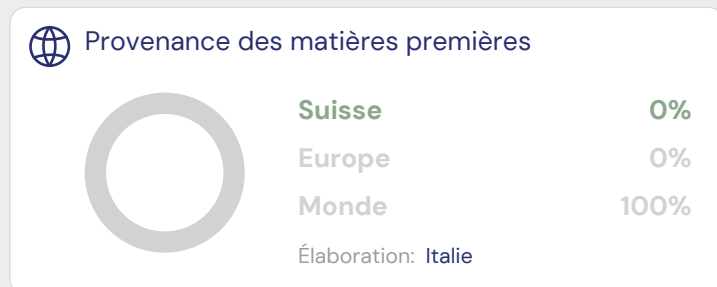 Provenance des matières premières
Suisse 0%
Europe 0%
Monde 100%
Élaboration: Italie